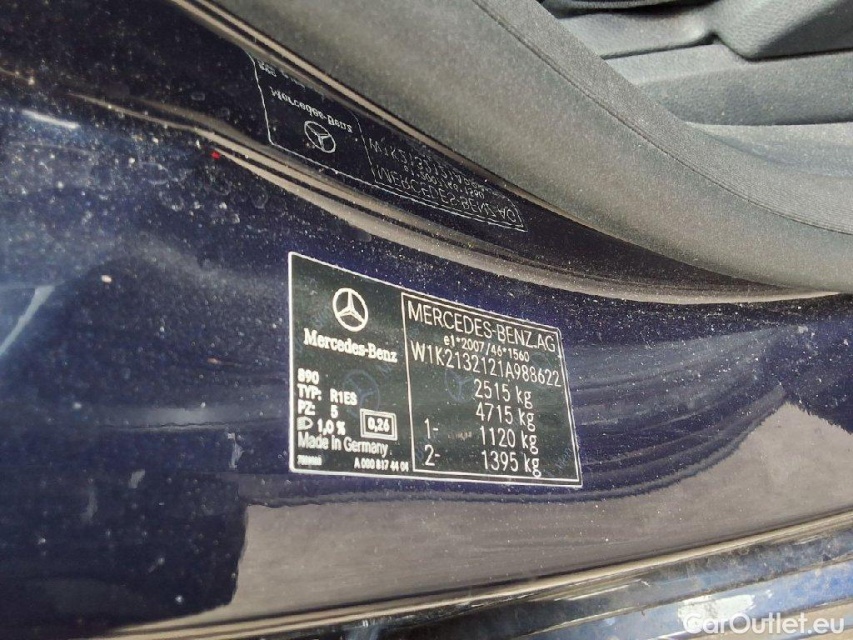 Mercedes-Benz
890
TYP: R1ES
PZ: 5
1,0 %
0,26
Made in Germany
A 000 817 44 04
MERCEDES-BENZ AG
e1*2007/46*1560
W1K2132121A988622
2515 kg
4715 kg
1- 1120 kg
2- 1395 kg
CarOutlet.eu